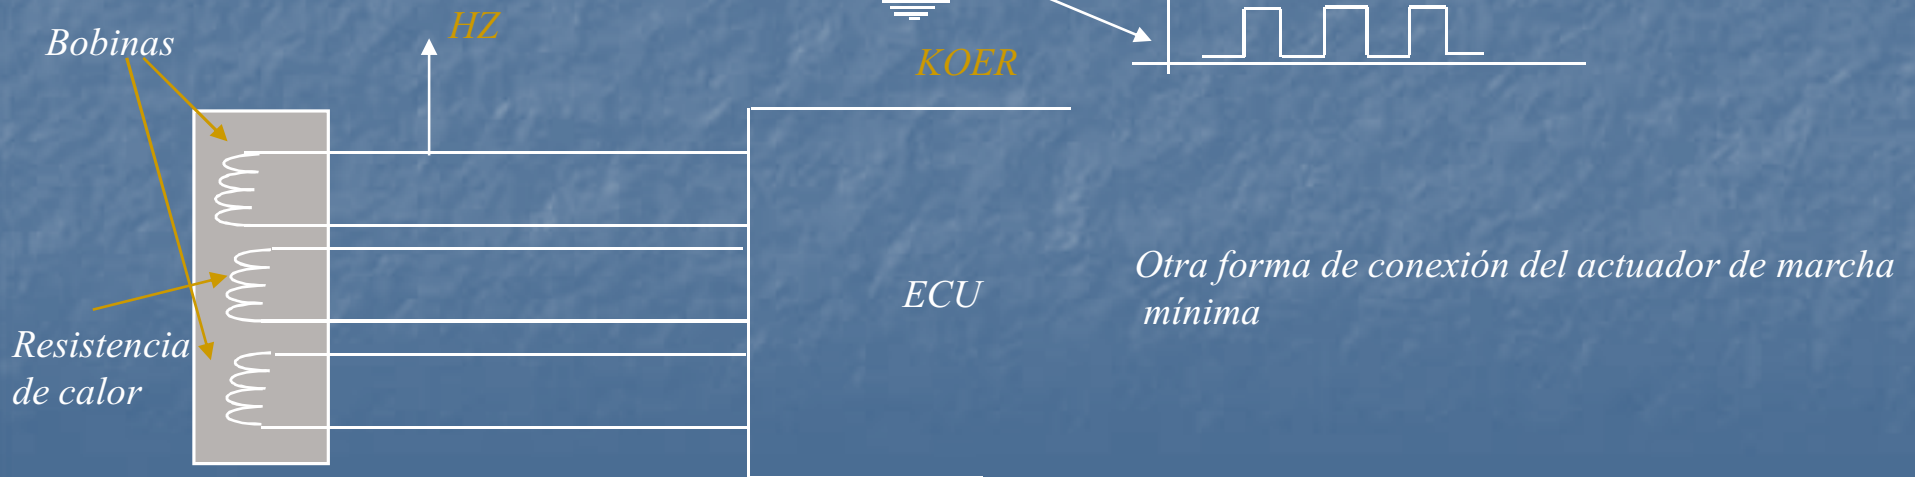 HZ
Bobinas
KOER
Otra forma de conexión del actuador de marcha
mínima
ECU
Resistencia
de calor